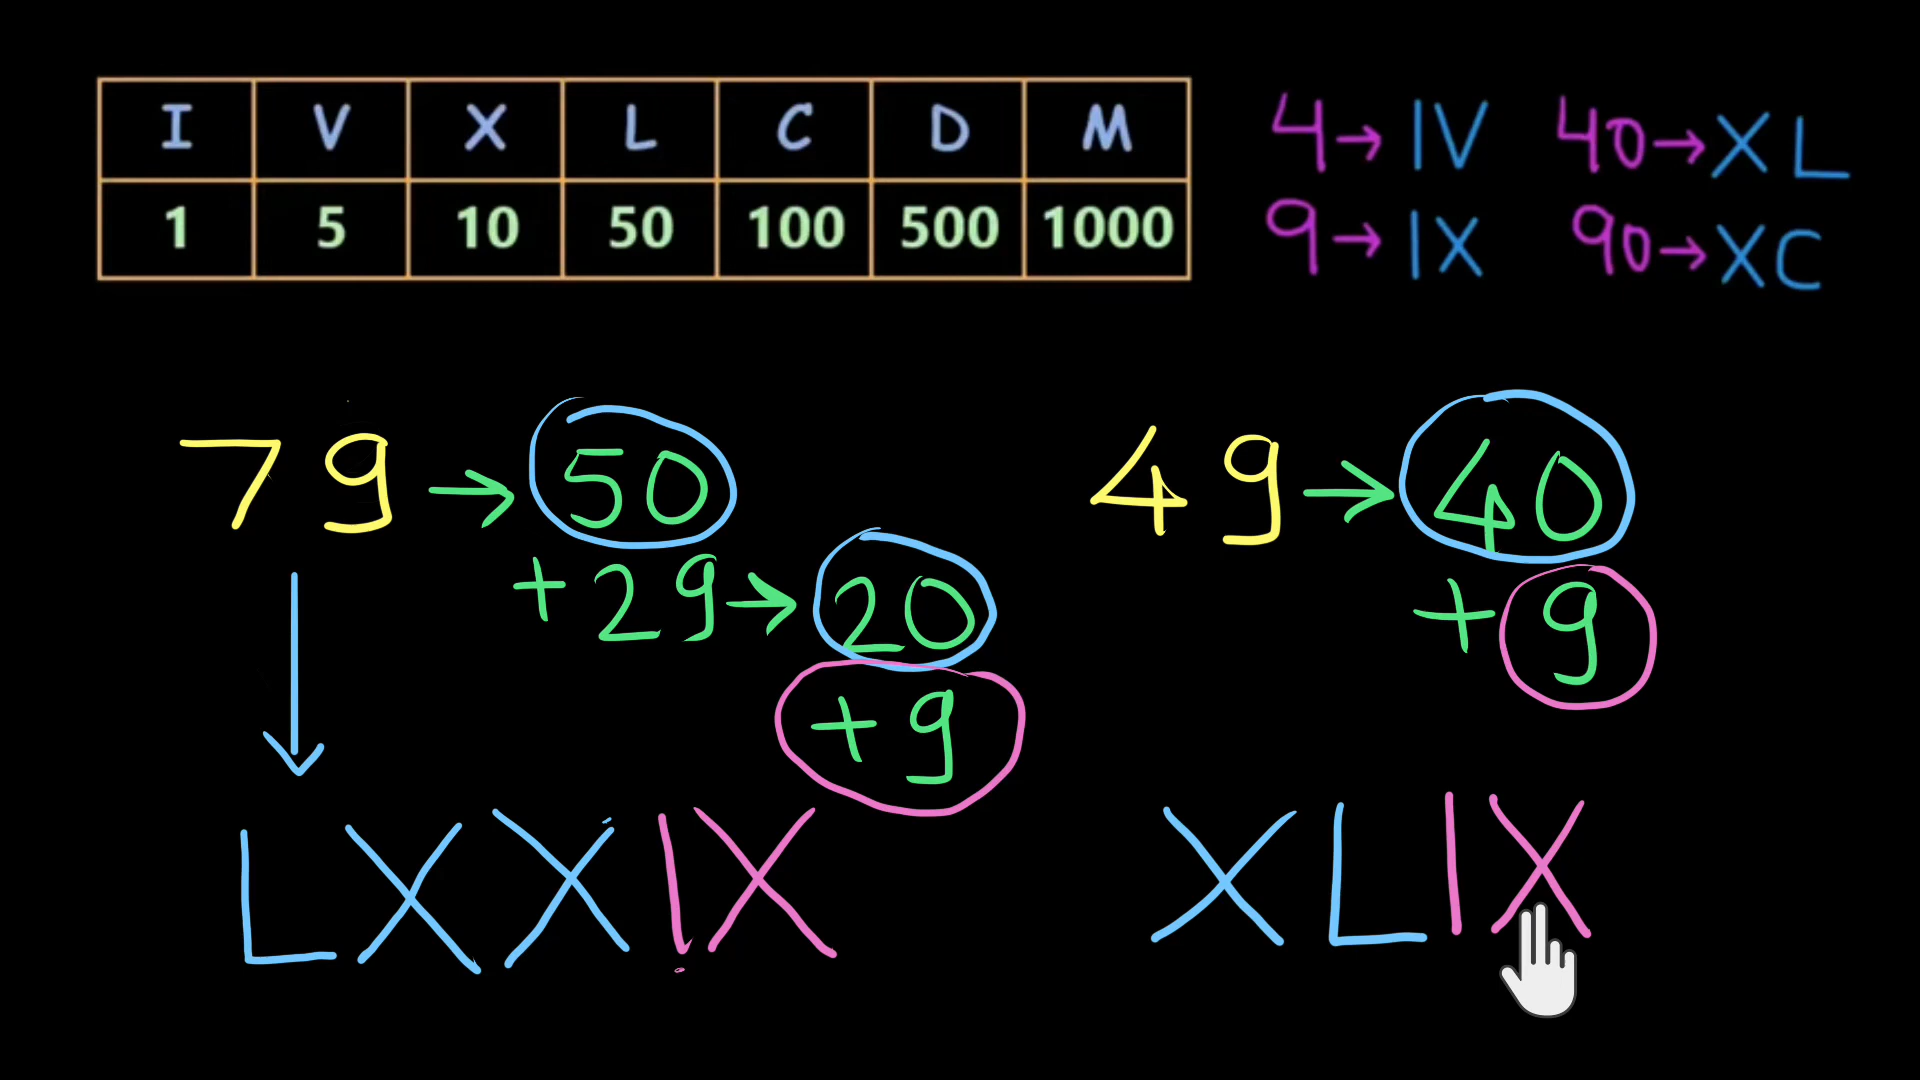 I V X L C D M
1 5 10 50 100 500 1000
4 → IV 40 → XL
9 → IX 90 → XC
79 → 50
+ 29 → 20
+ 9
LXXIX
49 → 40
+ 9
XLIX